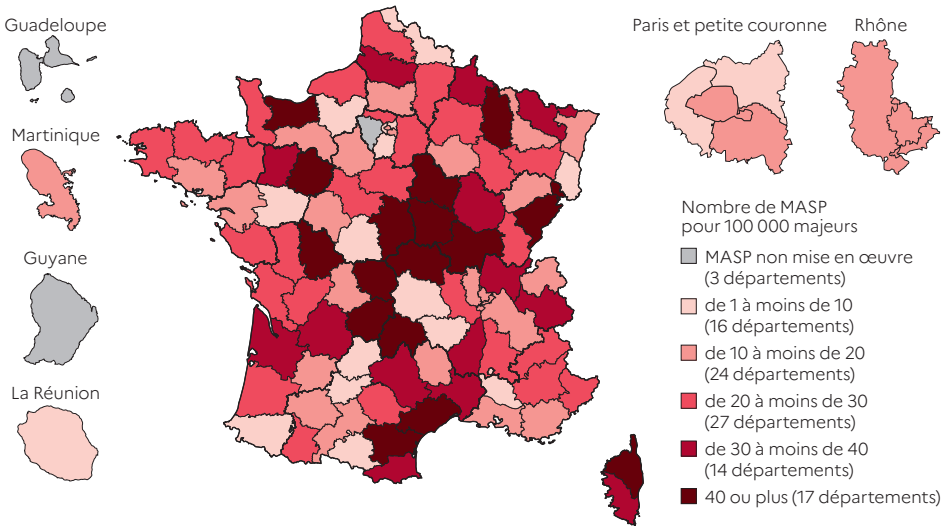 Guadeloupe
Martinique
Guyane
La Réunion
Paris et petite couronne
Rhône
Nombre de MASP
pour 100 000 majeurs
MASP non mise en œuvre
(3 départements)
de 1 à moins de 10
(16 départements)
de 10 à moins de 20
(24 départements)
de 20 à moins de 30
(27 départements)
de 30 à moins de 40
(14 départements)
40 ou plus (17 départements)